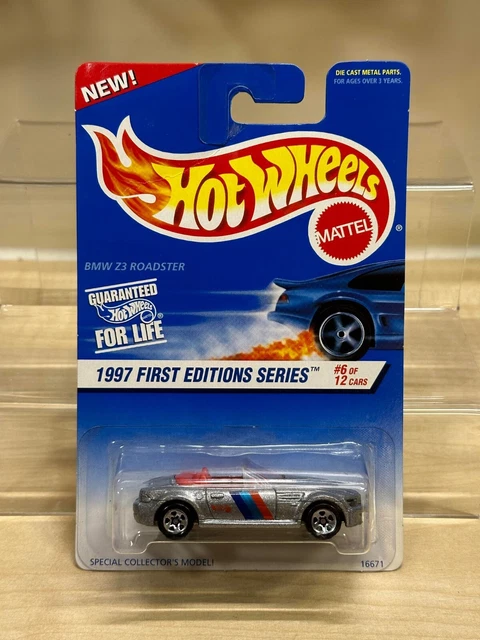 NEW!
DIE CAST METAL PARTS.
FOR AGES OVER 3 YEARS.
HOT WHEELS
MATTEL
®
BMW Z3 ROADSTER
GUARANTEED
HOT WHEELS
®
FOR LIFE
1997 FIRST EDITIONS SERIES™
#6 OF
12 CARS
SPECIAL COLLECTOR'S MODEL!
16671